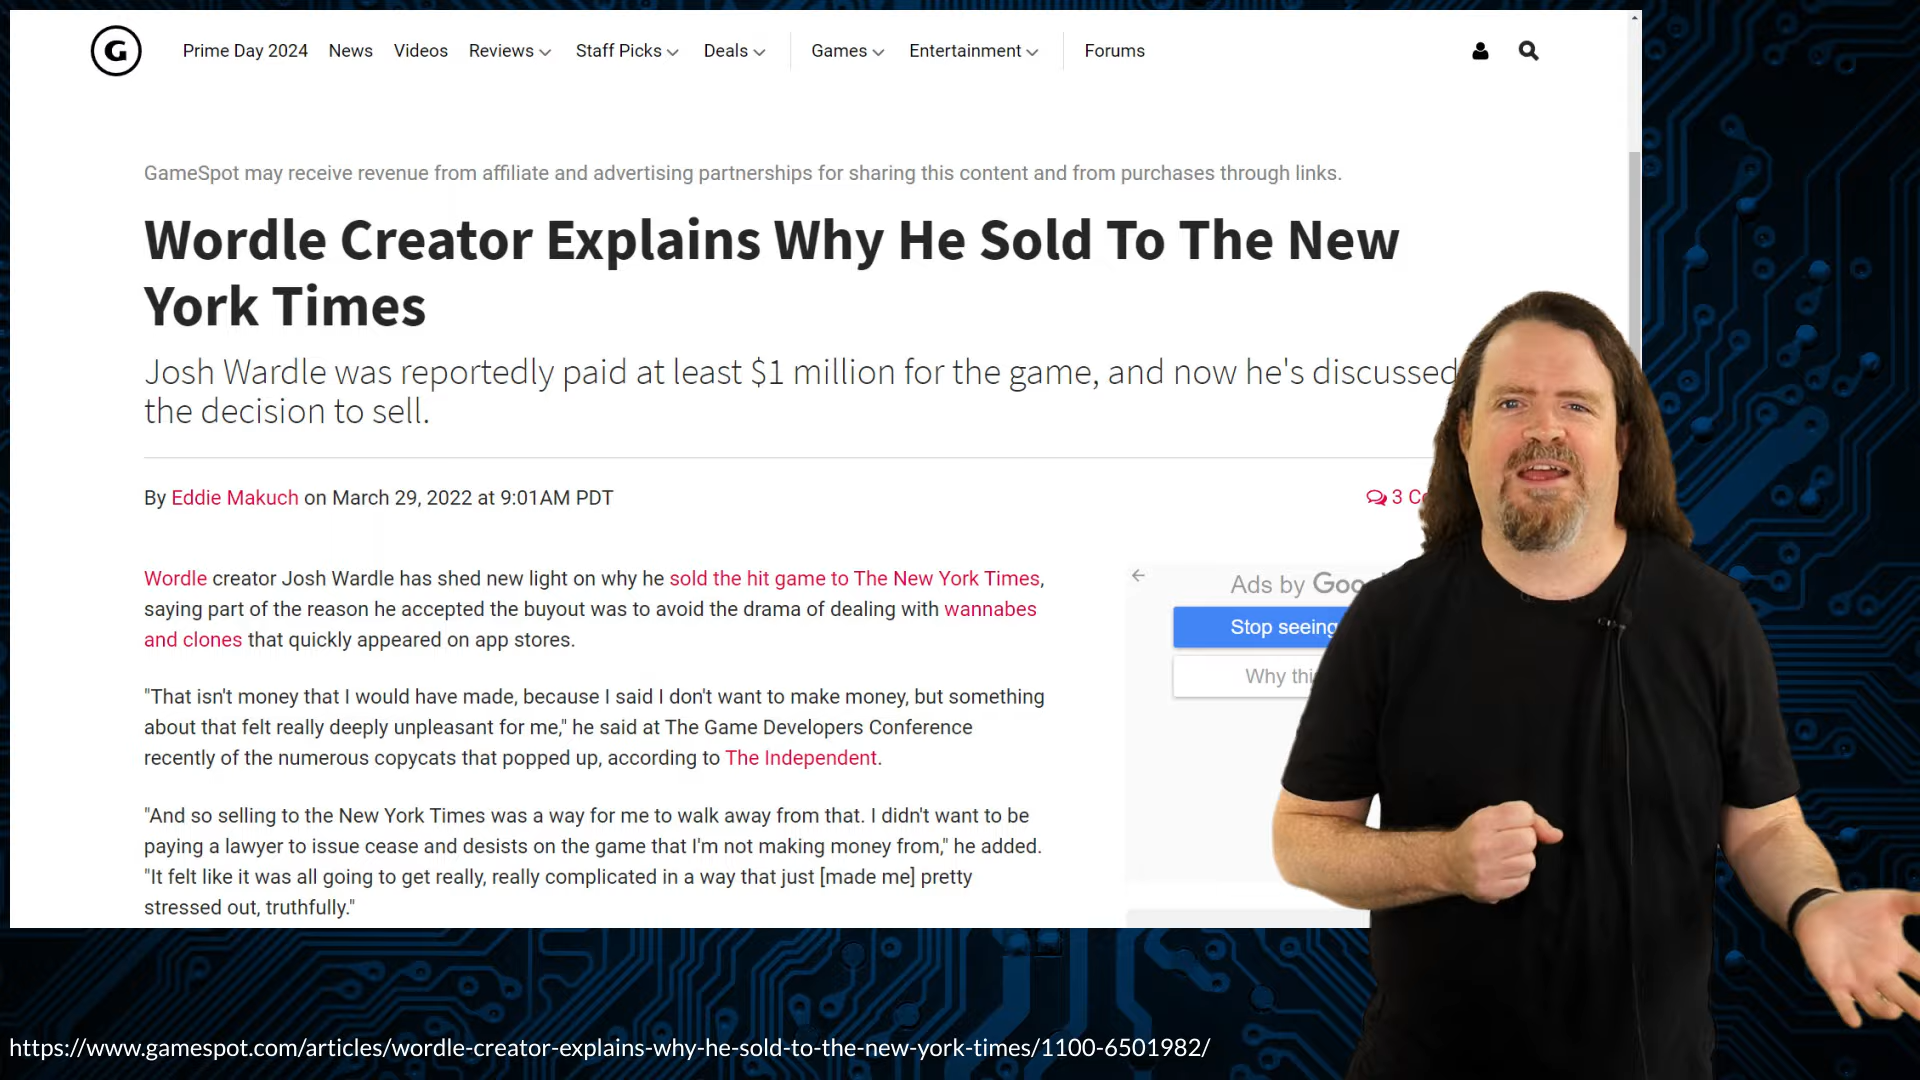 G
Prime Day 2024 News Videos Reviews Staff Picks Deals Games Entertainment Forums
GameSpot may receive revenue from affiliate and advertising partnerships for sharing this content and from purchases through links.
Wordle Creator Explains Why He Sold To The New
York Times
Josh Wardle was reportedly paid at least $1 million for the game, and now he's discussed
the decision to sell.
By Eddie Makuch on March 29, 2022 at 9:01AM PDT
3
Wordle creator Josh Wardle has shed new light on why he sold the hit game to The New York Times,
saying part of the reason he accepted the buyout was to avoid the drama of dealing with wannabes
and clones that quickly appeared on app stores.
"That isn't money that I would have made, because I said I don't want to make money, but something
about that felt really deeply unpleasant for me," he said at The Game Developers Conference
recently of the numerous copycats that popped up, according to The Independent.
"And so selling to the New York Times was a way for me to walk away from that. I didn't want to be
paying a lawyer to issue cease and desists on the game that I'm not making money from," he added.
"It felt like it was all going to get really, really complicated in a way that just [made me] pretty
stressed out, truthfully."
Ads by
Stop seeing
Why
https://www.gamespot.com/articles/wordle-creator-explains-why-he-sold-to-the-new-york-times/1100-6501982/